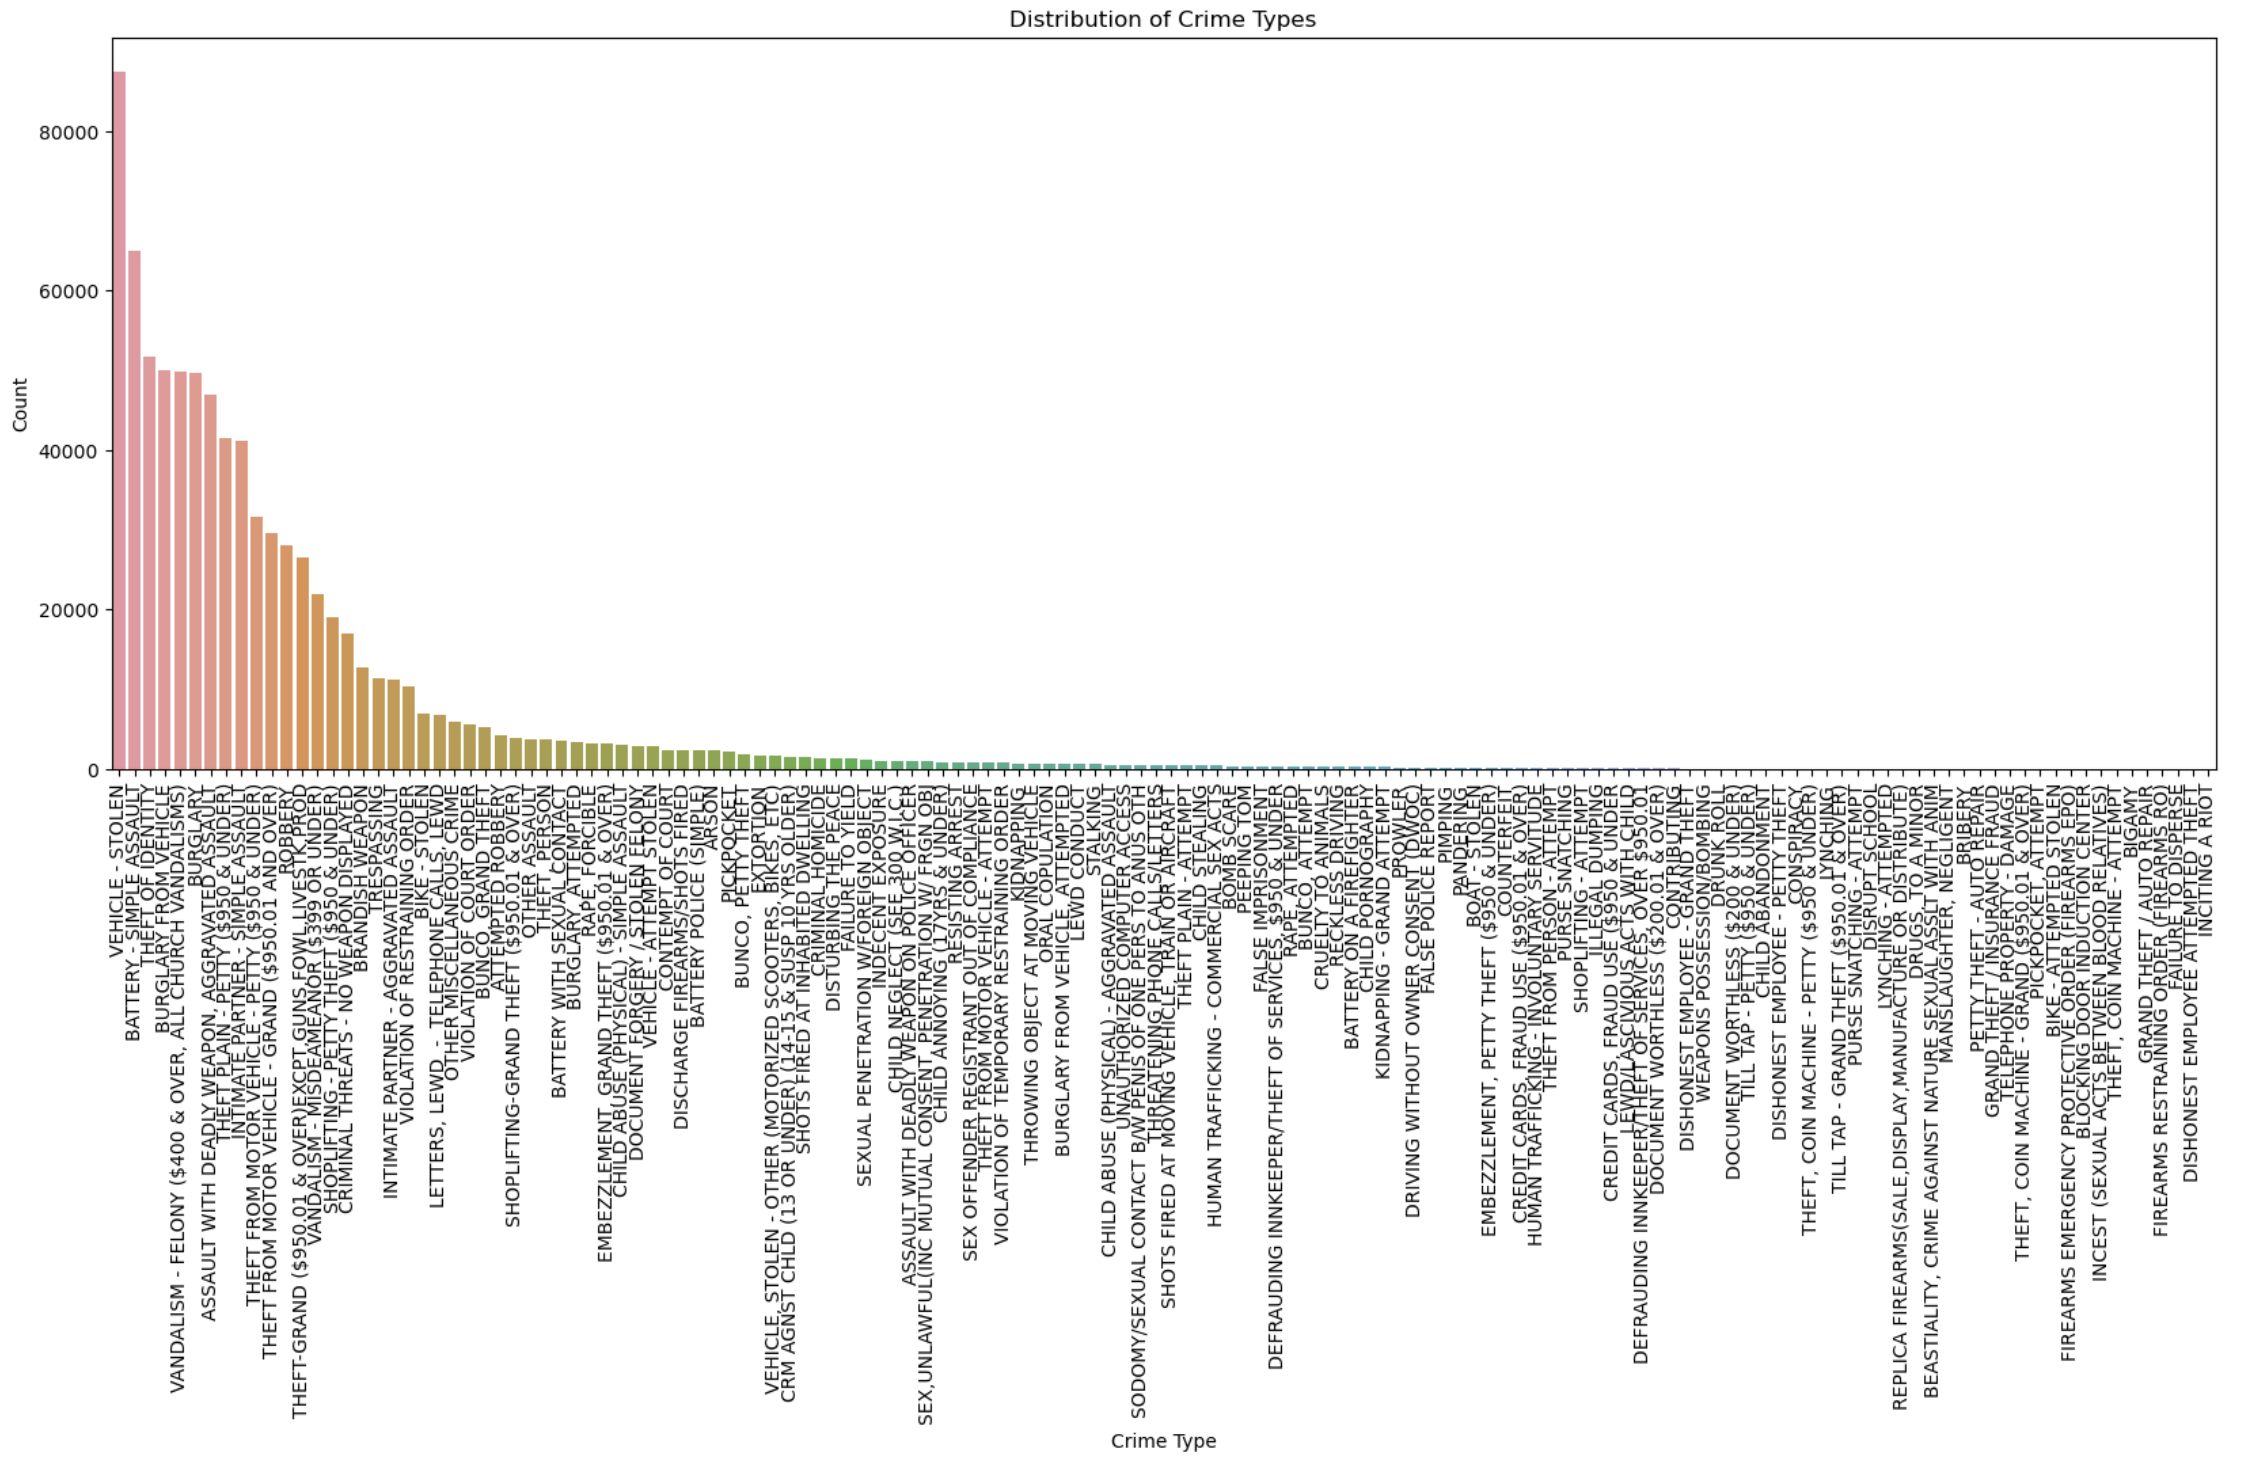 Distribution of Crime Types
80000
60000
40000
20000
0
Count
VEHICLE - STOLEN
BATTERY - SIMPLE ASSAULT
THEFT OF IDENTITY
BURGLARY FROM VEHICLE
VANDALISM - FELONY ($400 & OVER, ALL CHURCH VANDALISMS)
BURGLARY
ASSAULT WITH DEADLY WEAPON, AGGRAVATED ASSAULT
THEFT PLAIN - PETTY ($950 & UNDER)
INTIMATE PARTNER - SIMPLE ASSAULT
THEFT FROM MOTOR VEHICLE - PETTY ($950 & UNDER)
THEFT FROM MOTOR VEHICLE - GRAND ($950.01 AND OVER)
ROBBERY
THEFT-GRAND ($950.01 & OVER)EXCPT,GUNS,FOWL,LIVESTK,PROD
VANDALISM - MISDEAMEANOR ($399 OR UNDER)
SHOPLIFTING - PETTY THEFT ($950 & UNDER)
CRIMINAL THREATS - NO WEAPON DISPLAYED
BRANDISH WEAPON
TRESPASSING
INTIMATE PARTNER - AGGRAVATED ASSAULT
VIOLATION OF RESTRAINING ORDER
BIKE - STOLEN
LETTERS, LEWD - TELEPHONE CALLS, LEWD
OTHER MISCELLANEOUS CRIME
VIOLATION OF COURT ORDER
BUNCO, GRAND THEFT
ATTEMPTED ROBBERY
SHOPLIFTING-GRAND THEFT ($950.01 & OVER)
OTHER ASSAULT
THEFT, PERSON
BATTERY WITH SEXUAL CONTACT
BURGLARY, ATTEMPTED
RAPE, FORCIBLE
EMBEZZLEMENT, GRAND THEFT ($950.01 & OVER)
CHILD ABUSE (PHYSICAL) - SIMPLE ASSAULT
DOCUMENT FORGERY / STOLEN FELONY
VEHICLE - ATTEMPT STOLEN
CONTEMPT OF COURT
DISCHARGE FIREARMS/SHOTS FIRED
BATTERY POLICE (SIMPLE)
ARSON
PICKPOCKET
BUNCO, PETTY THEFT
EXTORTION
VEHICLE, STOLEN - OTHER (MOTORIZED SCOOTERS, BIKES, ETC)
CRM AGNST CHLD (13 OR UNDER) (14-15 & SUSP 10 YRS OLDER)
SHOTS FIRED AT INHABITED DWELLING
CRIMINAL HOMICIDE
DISTURBING THE PEACE
FAILURE TO YIELD
SEXUAL PENETRATION W/FOREIGN OBJECT
INDECENT EXPOSURE
CHILD NEGLECT (SEE 300 W.I.C.)
ASSAULT WITH DEADLY WEAPON ON POLICE OFFICER
SEX,UNLAWFUL(INC MUTUAL CONSENT, PENETRATION W/ FRGN OBJ
CHILD ANNOYING (17YRS & UNDER)
RESISTING ARREST
SEX OFFENDER REGISTRANT OUT OF COMPLIANCE
THEFT FROM MOTOR VEHICLE - ATTEMPT
VIOLATION OF TEMPORARY RESTRAINING ORDER
KIDNAPPING
THROWING OBJECT AT MOVING VEHICLE
ORAL COPULATION
BURGLARY FROM VEHICLE, ATTEMPTED
LEWD CONDUCT
STALKING
CHILD ABUSE (PHYSICAL) - AGGRAVATED ASSAULT
UNAUTHORIZED COMPUTER ACCESS
SODOMY/SEXUAL CONTACT B/W PENIS OF ONE PERS TO ANUS OTH
THREATENING PHONE CALLS/LETTERS
SHOTS FIRED AT MOVING VEHICLE, TRAIN OR AIRCRAFT
THEFT PLAIN - ATTEMPT
CHILD STEALING
HUMAN TRAFFICKING - COMMERCIAL SEX ACTS
BOMB SCARE
PEEPING TOM
FALSE IMPRISONMENT
DEFRAUDING INNKEEPER/THEFT OF SERVICES, $950 & UNDER
RAPE, ATTEMPTED
BUNCO, ATTEMPT
CRUELTY TO ANIMALS
RECKLESS DRIVING
BATTERY ON A FIREFIGHTER
CHILD PORNOGRAPHY
KIDNAPPING - GRAND ATTEMPT
PROWLER
DRIVING WITHOUT OWNER CONSENT (DWOC)
FALSE POLICE REPORT
PIMPING
PANDERING
BOAT - STOLEN
EMBEZZLEMENT, PETTY THEFT ($950 & UNDER)
COUNTERFEIT
CREDIT CARDS, FRAUD USE ($950.01 & OVER)
HUMAN TRAFFICKING - INVOLUNTARY SERVITUDE
THEFT FROM PERSON - ATTEMPT
PURSE SNATCHING
SHOPLIFTING - ATTEMPT
ILLEGAL DUMPING
CREDIT CARDS, FRAUD USE ($950 & UNDER
LEWD/LASCIVIOUS ACTS WITH CHILD
DEFRAUDING INNKEEPER/THEFT OF SERVICES, OVER $950.01
DOCUMENT WORTHLESS ($200.01 & OVER)
CONTRIBUTING
DISHONEST EMPLOYEE - GRAND THEFT
WEAPONS POSSESSION/BOMBING
DRUNK ROLL
DOCUMENT WORTHLESS ($200 & UNDER)
TILL TAP - PETTY ($950 & UNDER)
CHILD ABANDONMENT
DISHONEST EMPLOYEE - PETTY THEFT
CONSPIRACY
THEFT, COIN MACHINE - PETTY ($950 & UNDER)
LYNCHING
TILL TAP - GRAND THEFT ($950.01 & OVER)
PURSE SNATCHING - ATTEMPT
DISRUPT SCHOOL
LYNCHING - ATTEMPTED
REPLICA FIREARMS(SALE,DISPLAY,MANUFACTURE OR DISTRIBUTE)
DRUGS, TO A MINOR
BEASTIALITY, CRIME AGAINST NATURE SEXUAL ASSLT WITH ANIM
MANSLAUGHTER, NEGLIGENT
BRIBERY
PETTY THEFT - AUTO REPAIR
GRAND THEFT / INSURANCE FRAUD
TELEPHONE PROPERTY - DAMAGE
THEFT, COIN MACHINE - GRAND ($950.01 & OVER)
PICKPOCKET, ATTEMPT
BIKE - ATTEMPTED STOLEN
FIREARMS EMERGENCY PROTECTIVE ORDER (FIREARMS EPO)
BLOCKING DOOR INDUCTION CENTER
INCEST (SEXUAL ACTS BETWEEN BLOOD RELATIVES)
THEFT, COIN MACHINE - ATTEMPT
BIGAMY
GRAND THEFT / AUTO REPAIR
FIREARMS RESTRAINING ORDER (FIREARMS RO)
FAILURE TO DISPERSE
DISHONEST EMPLOYEE ATTEMPTED THEFT
INCITING A RIOT
Crime Type